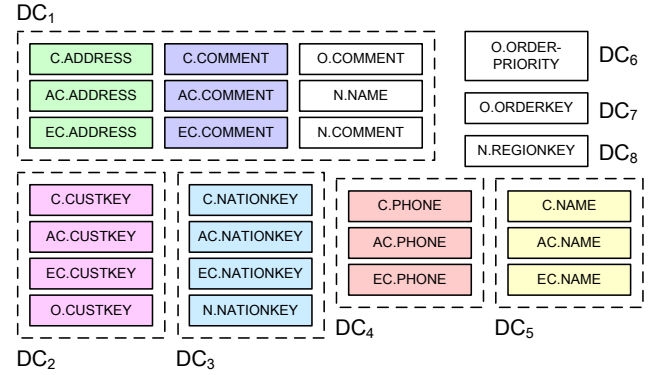 DC1
C.ADDRESS C.COMMENT O.COMMENT
AC.ADDRESS AC.COMMENT N.NAME
EC.ADDRESS EC.COMMENT N.COMMENT
O.ORDER-
PRIORITY
DC6
O.ORDERKEY DC7
N.REGIONKEY DC8
C.CUSTKEY
AC.CUSTKEY
EC.CUSTKEY
O.CUSTKEY
DC2
C.NATIONKEY
AC.NATIONKEY
EC.NATIONKEY
N.NATIONKEY
DC3
C.PHONE
AC.PHONE
EC.PHONE
DC4
C.NAME
AC.NAME
EC.NAME
DC5